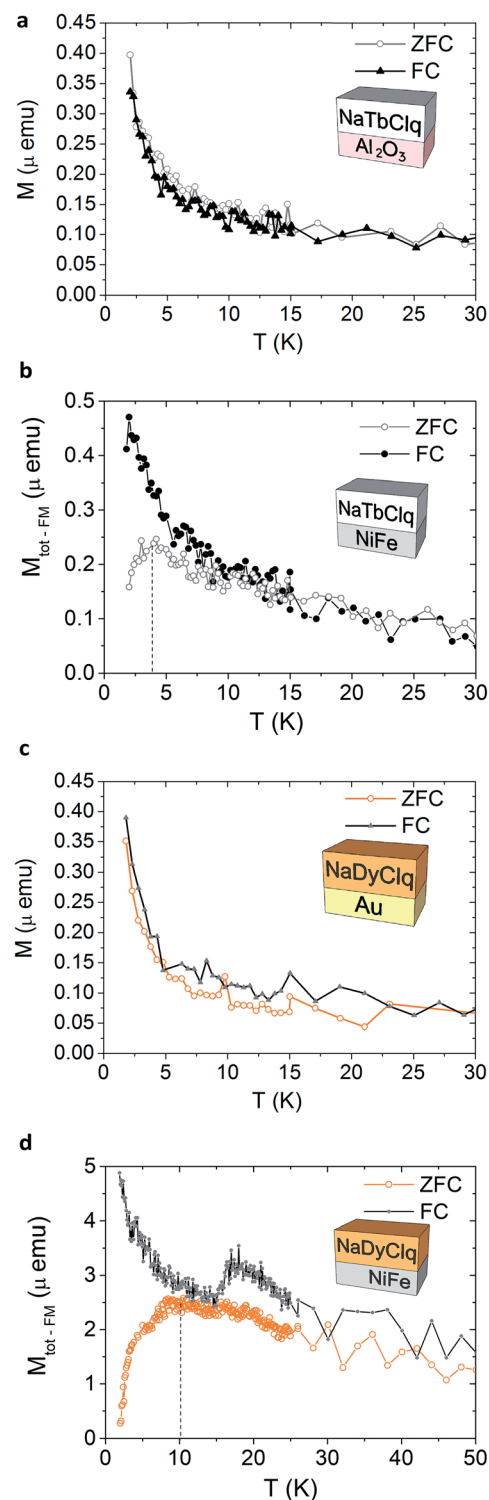 a
0.45
0.40
0.35
0.30
0.25
0.20
0.15
0.10
0.05
0.00
M (μ emu)
ZFC
FC
NaTbClq
Al2O3
0 5 10 15 20 25 30
T (K)
b
0.5
0.4
0.3
0.2
0.1
0.0
Mtot - FM (μ emu)
ZFC
FC
NaTbClq
NiFe
0 5 10 15 20 25 30
T (K)
c
0.45
0.40
0.35
0.30
0.25
0.20
0.15
0.10
0.05
0.00
M (μ emu)
ZFC
FC
NaDyClq
Au
0 5 10 15 20 25 30
T (K)
d
5
4
3
2
1
0
Mtot - FM (μ emu)
ZFC
FC
NaDyClq
NiFe
0 10 20 30 40 50
T (K)